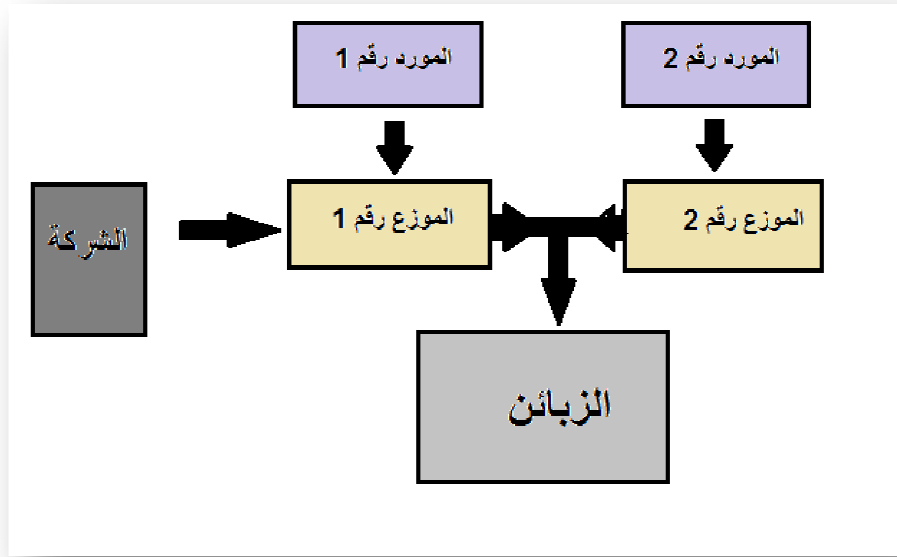 المورد رقم 1
المورد رقم 2
الشركة
الموزع رقم 1
الموزع رقم 2
الزبائن